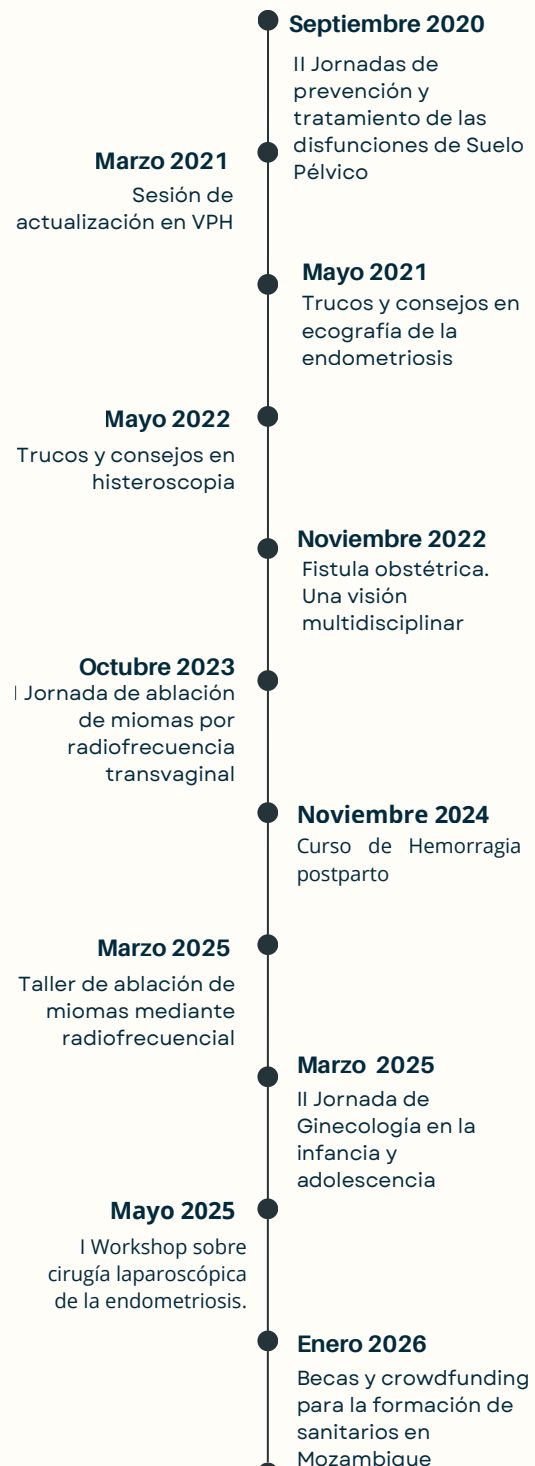 Septiembre 2020
II Jornadas de
prevención y
tratamiento de las
disfunciones de Suelo
Pélvico
Marzo 2021
Sesión de
actualización en VPH
Mayo 2021
Trucos y consejos en
ecografía de la
endometriosis
Mayo 2022
Trucos y consejos en
histeroscopia
Noviembre 2022
Fistula obstétrica.
Una visión
multidisciplinar
Octubre 2023
I Jornada de ablación
de miomas por
radiofrecuencia
transvaginal
Noviembre 2024
Curso de Hemorragia
postparto
Marzo 2025
Taller de ablación de
miomas mediante
radiofrecuencial
Marzo 2025
II Jornada de
Ginecología en la
infancia y
adolescencia
Mayo 2025
I Workshop sobre
cirugía laparoscópica
de la endometriosis.
Enero 2026
Becas y crowdfunding
para la formación de
sanitarios en
Mozambique